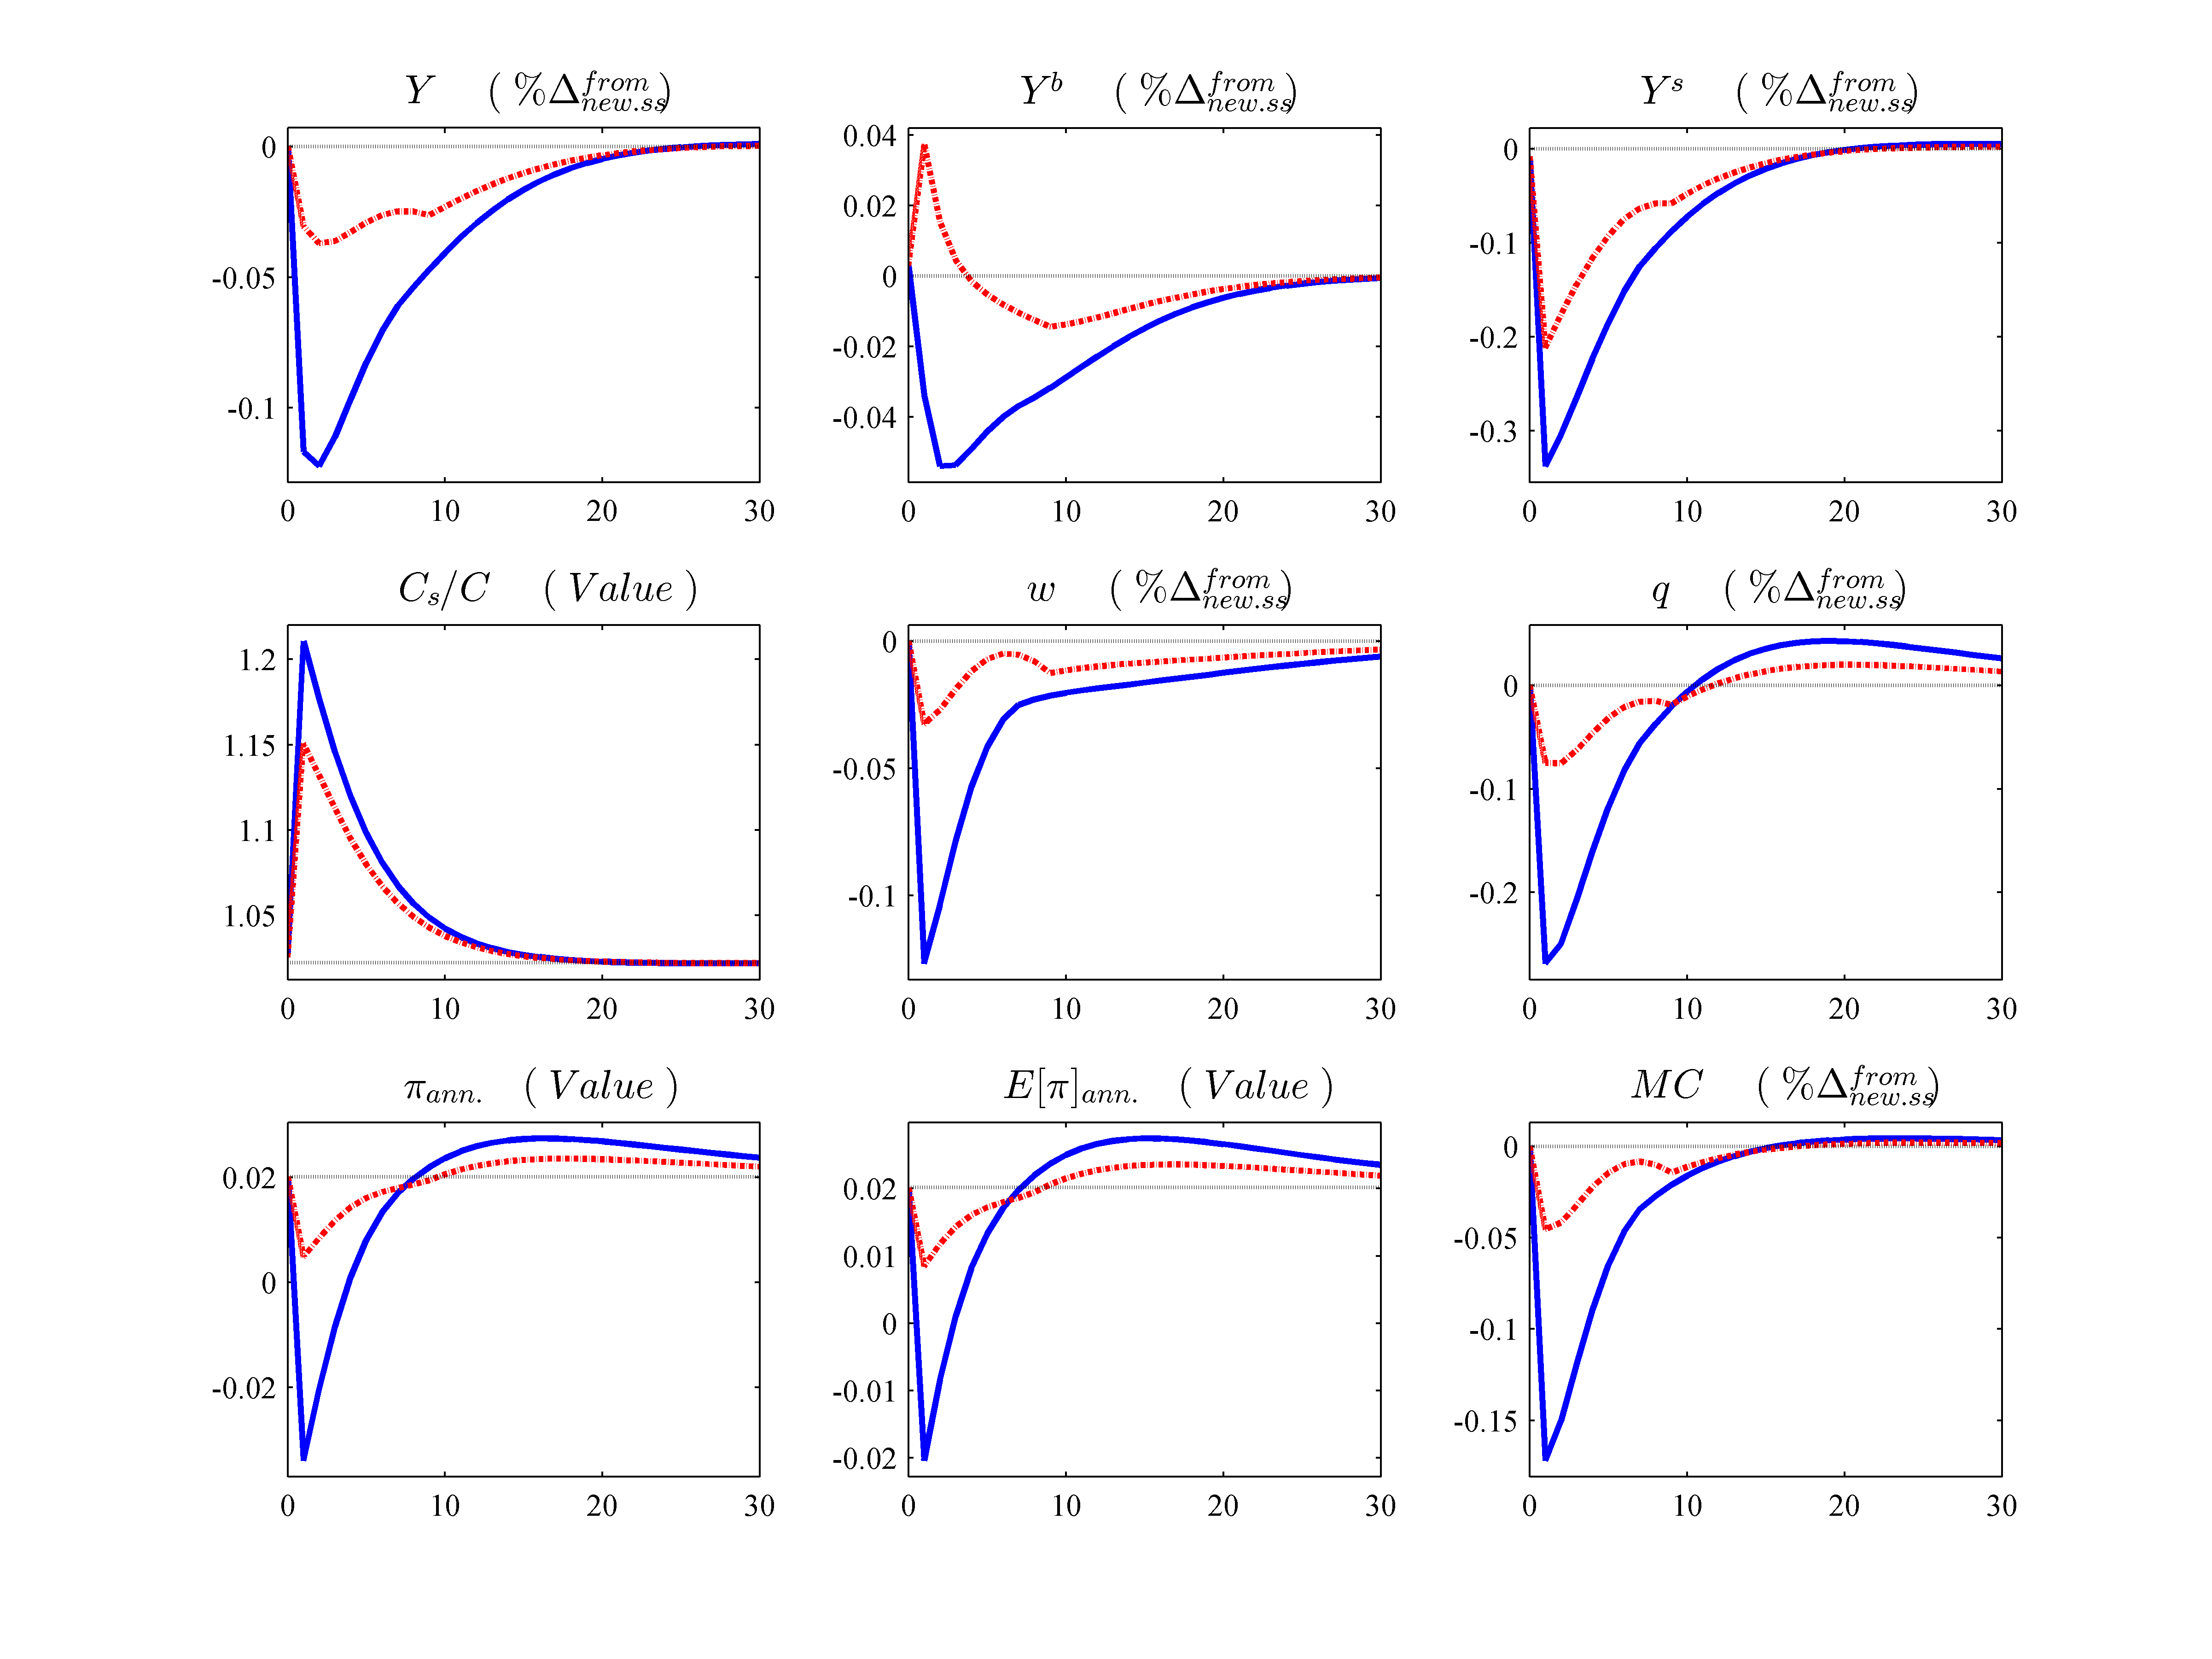 Y ( %Δ^{from}_{new.ss} )
0
-0.05
-0.1
0 10 20 30
Y^b ( %Δ^{from}_{new.ss} )
0.04
0.02
0
-0.02
-0.04
0 10 20 30
Y^s ( %Δ^{from}_{new.ss} )
0
-0.1
-0.2
-0.3
0 10 20 30
C_s/C ( Value )
1.2
1.15
1.1
1.05
0 10 20 30
w ( %Δ^{from}_{new.ss} )
0
-0.05
-0.1
0 10 20 30
q ( %Δ^{from}_{new.ss} )
0
-0.1
-0.2
0 10 20 30
π_{ann.} ( Value )
0.02
0
-0.02
0 10 20 30
E[π]_{ann.} ( Value )
0.02
0.01
0
-0.01
-0.02
0 10 20 30
MC ( %Δ^{from}_{new.ss} )
0
-0.05
-0.1
-0.15
0 10 20 30